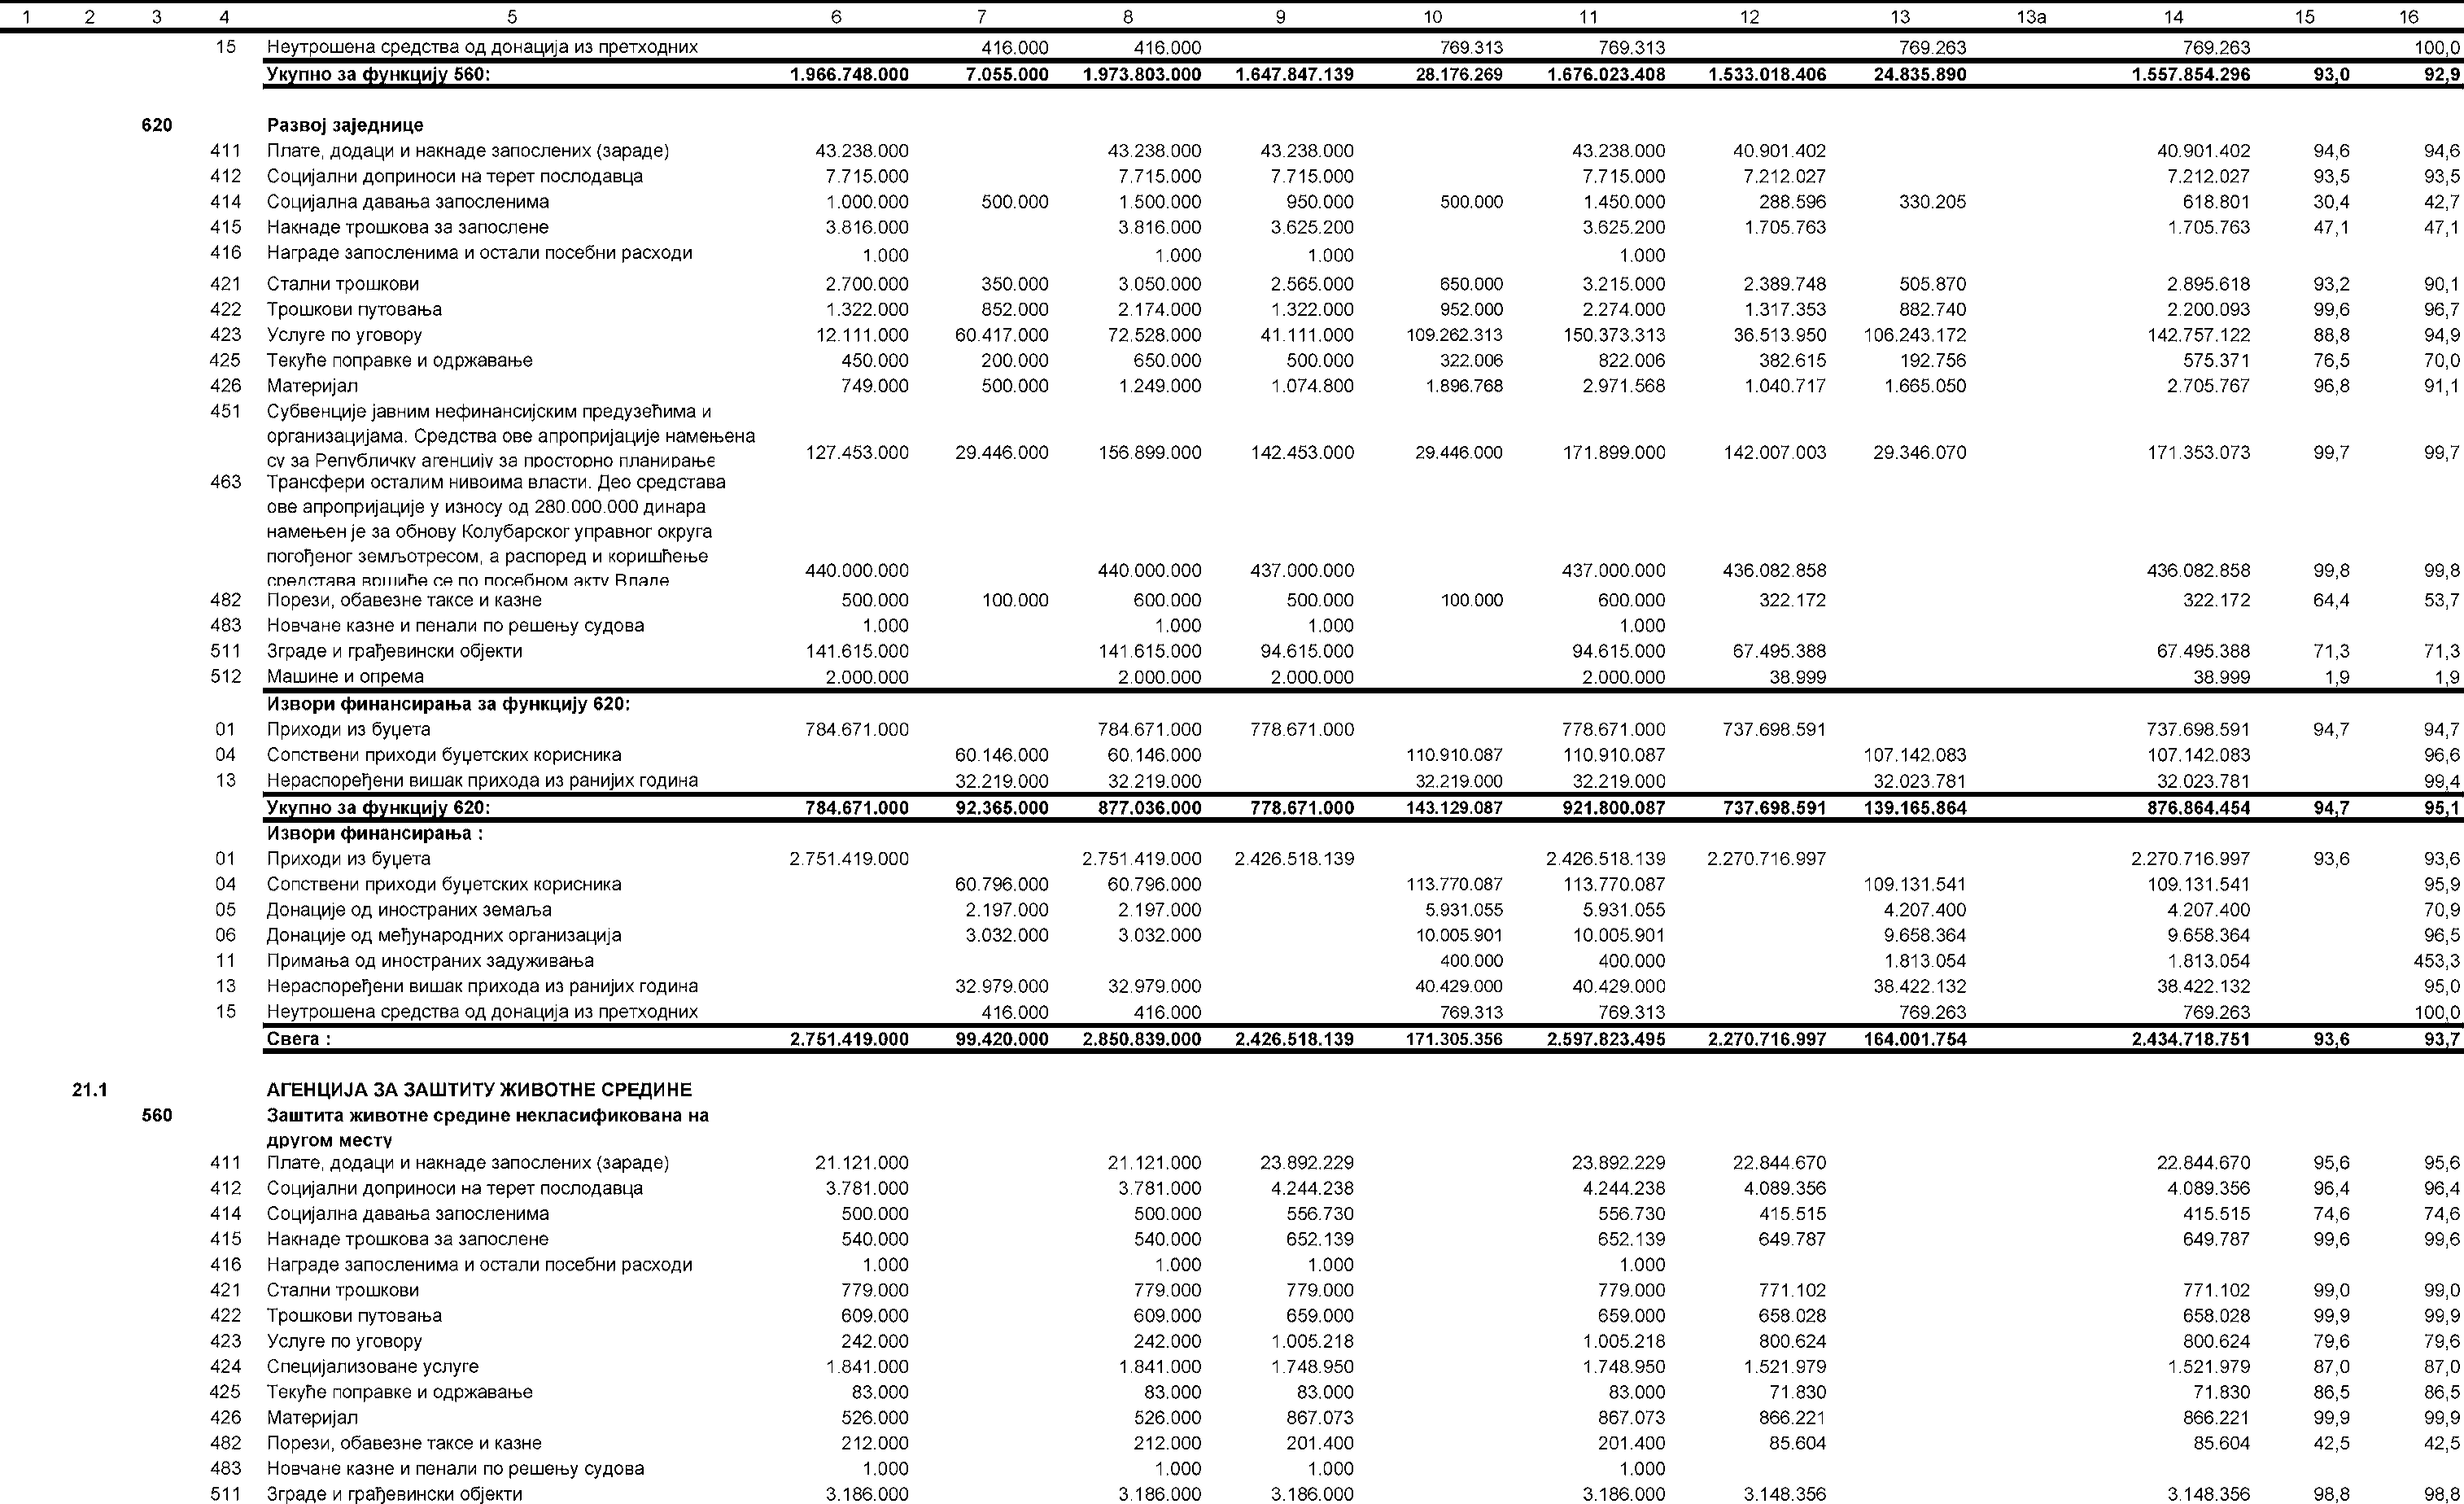 1 2 3 4 5 6 7 8 9 10 11 12 13 13a 14 15 16
15 Неутрошена средства од донација из претходних 416.000 416.000 769.313 769.313 769.263 769.263 100,0
Укупно за функцију 560: 1.966.748.000 7.055.000 1.973.803.000 1.647.847.139 28.176.269 1.676.023.408 1.533.018.406 24.835.890 1.557.854.296 93,0 92,9
620 Развој заједнице
411 Плате, додаци и накнаде запослених (зараде) 43.238.000 43.238.000 43.238.000 43.238.000 40.901.402 40.901.402 94,6 94,6
412 Социјални доприноси на терет послодавца 7.715.000 7.715.000 7.715.000 7.715.000 7.212.027 7.212.027 93,5 93,5
414 Социјална давања запосленима 1.000.000 500.000 1.500.000 950.000 500.000 1.450.000 288.596 330.205 618.801 30,4 42,7
415 Накнаде трошкова за запослене 3.816.000 3.816.000 3.625.200 3.625.200 1.705.763 1.705.763 47,1 47,1
416 Награде запосленима и остали посебни расходи 1.000 1.000 1.000 1.000
421 Стални трошкови 2.700.000 350.000 3.050.000 2.565.000 650.000 3.215.000 2.389.748 505.870 2.895.618 93,2 90,1
422 Трошкови путовања 1.322.000 852.000 2.174.000 1.322.000 952.000 2.274.000 1.317.353 882.740 2.200.093 99,6 96,7
423 Услуге по уговору 12.111.000 60.417.000 72.528.000 41.111.000 109.262.313 150.373.313 36.513.950 106.243.172 142.757.122 88,8 94,9
425 Текуће поправке и одржавање 450.000 200.000 650.000 500.000 322.006 822.006 382.615 192.756 575.371 76,5 70,0
426 Материјал 749.000 500.000 1.249.000 1.074.800 1.896.768 2.971.568 1.040.717 1.665.050 2.705.767 96,8 91,1
451 Субвенције јавним нефинансијским предузећима и
организацијама. Средства ове апропријације намењена
су за Републичку агенцију за просторно планирање 127.453.000 29.446.000 156.899.000 142.453.000 29.446.000 171.899.000 142.007.003 29.346.070 171.353.073 99,7 99,7
463 Трансфери осталим нивоима власти. Део средстава
ове апропријације у износу од 280.000.000 динара
намењен је за обнову Колубарског управног округа
погођеног земљотресом, а распоред и коришћење
средстава вршиће се по посебном акту Владе 440.000.000 440.000.000 437.000.000 437.000.000 436.082.858 436.082.858 99,8 99,8
482 Порези, обавезне таксе и казне 500.000 100.000 600.000 500.000 100.000 600.000 322.172 322.172 64,4 53,7
483 Новчане казне и пенали по решењу судова 1.000 1.000 1.000 1.000
511 Зграде и грађевински објекти 141.615.000 141.615.000 94.615.000 94.615.000 67.495.388 67.495.388 71,3 71,3
512 Машине и опрема 2.000.000 2.000.000 2.000.000 2.000.000 38.999 38.999 1,9 1,9
Извори финансирања за функцију 620:
01 Приходи из буџета 784.671.000 784.671.000 778.671.000 778.671.000 737.698.591 737.698.591 94,7 94,7
04 Сопствени приходи буџетских корисника 60.146.000 60.146.000 110.910.087 110.910.087 107.142.083 107.142.083 96,6
13 Нераспоређени вишак прихода из ранијих година 32.219.000 32.219.000 32.219.000 32.219.000 32.023.781 32.023.781 99,4
Укупно за функцију 620: 784.671.000 92.365.000 877.036.000 778.671.000 143.129.087 921.800.087 737.698.591 139.165.864 876.864.454 94,7 95,1
Извори финансирања :
01 Приходи из буџета 2.751.419.000 2.751.419.000 2.426.518.139 2.426.518.139 2.270.716.997 2.270.716.997 93,6 93,6
04 Сопствени приходи буџетских корисника 60.796.000 60.796.000 113.770.087 113.770.087 109.131.541 109.131.541 95,9
05 Донације од иностраних земаља 2.197.000 2.197.000 5.931.055 5.931.055 4.207.400 4.207.400 70,9
06 Донације од међународних организација 3.032.000 3.032.000 10.005.901 10.005.901 9.658.364 9.658.364 96,5
11 Примања од иностраних задуживања 400.000 400.000 1.813.054 1.813.054 453,3
13 Нераспоређени вишак прихода из ранијих година 32.979.000 32.979.000 40.429.000 40.429.000 38.422.132 38.422.132 95,0
15 Неутрошена средства од донација из претходних 416.000 416.000 769.313 769.313 769.263 769.263 100,0
Свега : 2.751.419.000 99.420.000 2.850.839.000 2.426.518.139 171.305.356 2.597.823.495 2.270.716.997 164.001.754 2.434.718.751 93,6 93,7
21.1 АГЕНЦИЈА ЗА ЗАШТИТУ ЖИВОТНЕ СРЕДИНЕ
560 Заштита животне средине некласификована на
другом месту
411 Плате, додаци и накнаде запослених (зараде) 21.121.000 21.121.000 23.892.229 23.892.229 22.844.670 22.844.670 95,6 95,6
412 Социјални доприноси на терет послодавца 3.781.000 3.781.000 4.244.238 4.244.238 4.089.356 4.089.356 96,4 96,4
414 Социјална давања запосленима 500.000 500.000 556.730 556.730 415.515 415.515 74,6 74,6
415 Накнаде трошкова за запослене 540.000 540.000 652.139 652.139 649.787 649.787 99,6 99,6
416 Награде запосленима и остали посебни расходи 1.000 1.000 1.000 1.000
421 Стални трошкови 779.000 779.000 779.000 779.000 771.102 771.102 99,0 99,0
422 Трошкови путовања 609.000 609.000 659.000 659.000 658.028 658.028 99,9 99,9
423 Услуге по уговору 242.000 242.000 1.005.218 1.005.218 800.624 800.624 79,6 79,6
424 Специјализоване услуге 1.841.000 1.841.000 1.748.950 1.748.950 1.521.979 1.521.979 87,0 87,0
425 Текуће поправке и одржавање 83.000 83.000 83.000 83.000 71.830 71.830 86,5 86,5
426 Материјал 526.000 526.000 867.073 867.073 866.221 866.221 99,9 99,9
482 Порези, обавезне таксе и казне 212.000 212.000 201.400 201.400 85.604 85.604 42,5 42,5
483 Новчане казне и пенали по решењу судова 1.000 1.000 1.000 1.000
511 Зграде и грађевински објекти 3.186.000 3.186.000 3.186.000 3.186.000 3.148.356 3.148.356 98,8 98,8